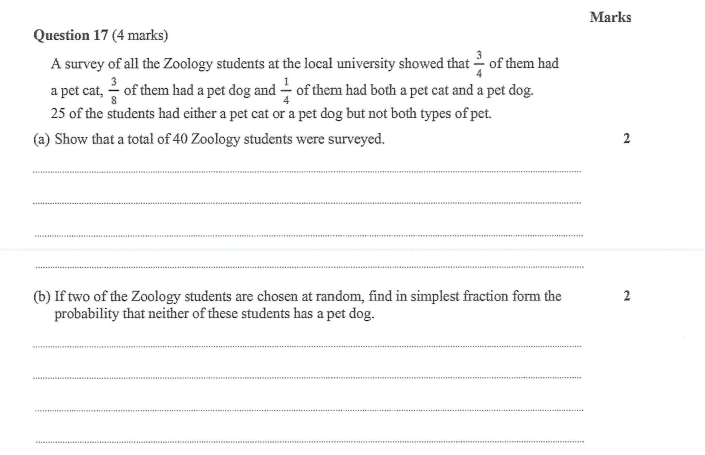 Marks
Question 17 (4 marks)
A survey of all the Zoology students at the local university showed that 3/4 of them had
a pet cat, 3/8 of them had a pet dog and 1/4 of them had both a pet cat and a pet dog.
25 of the students had either a pet cat or a pet dog but not both types of pet.
(a) Show that a total of 40 Zoology students were surveyed. 2
(b) If two of the Zoology students are chosen at random, find in simplest fraction form the 2
probability that neither of these students has a pet dog.